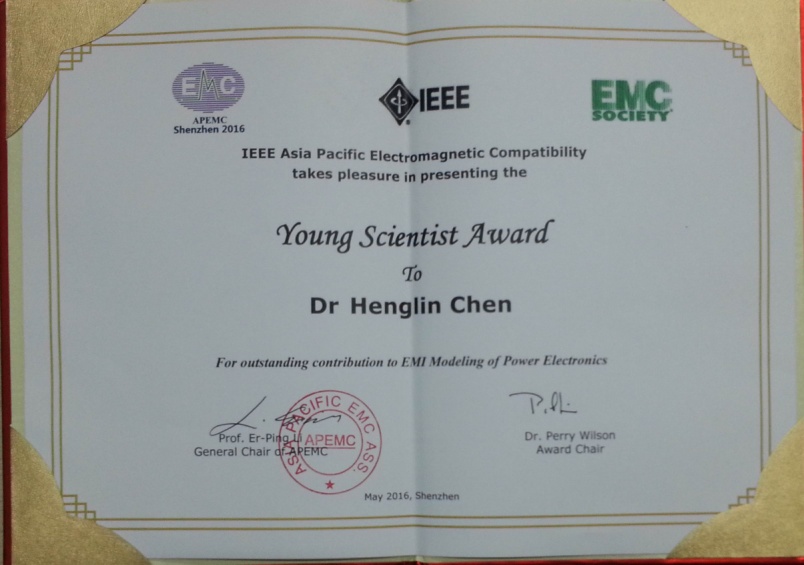 EMC
APEMC
Shenzhen 2016
IEEE
EMC
SOCIETY
IEEE Asia Pacific Electromagnetic Compatibility
takes pleasure in presenting the
Young Scientist Award
To
Dr Henglin Chen
For outstanding contribution to EMI Modeling of Power Electronics
Prof. Er-Ping Li
General Chair of APEMC
ASIA PACIFIC EMC ASS.
APEMC
Dr. Perry Wilson
Award Chair
May 2016, Shenzhen